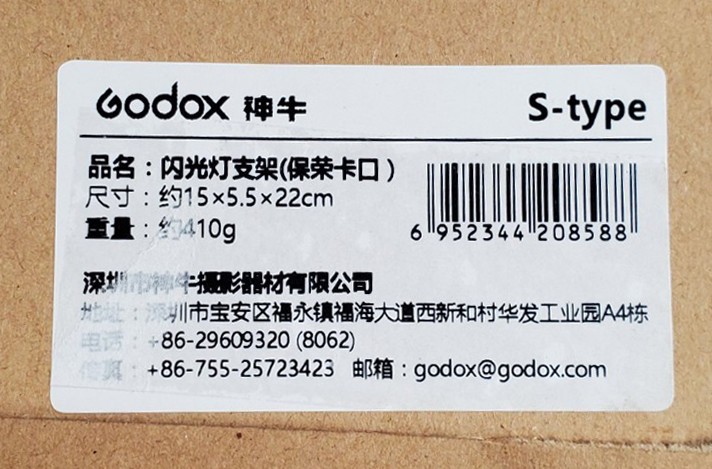 Godox 神牛 S-type
品名：闪光灯支架(保荣卡口)
尺寸：约15×5.5×22cm
重量：约410g
6 952344 208588
深圳市神牛摄影器材有限公司
地址：深圳市宝安区福永镇福海大道西新和村华发工业园A4栋
电话：+86-29609320 (8062)
传真：+86-755-25723423 邮箱：godox@godox.com